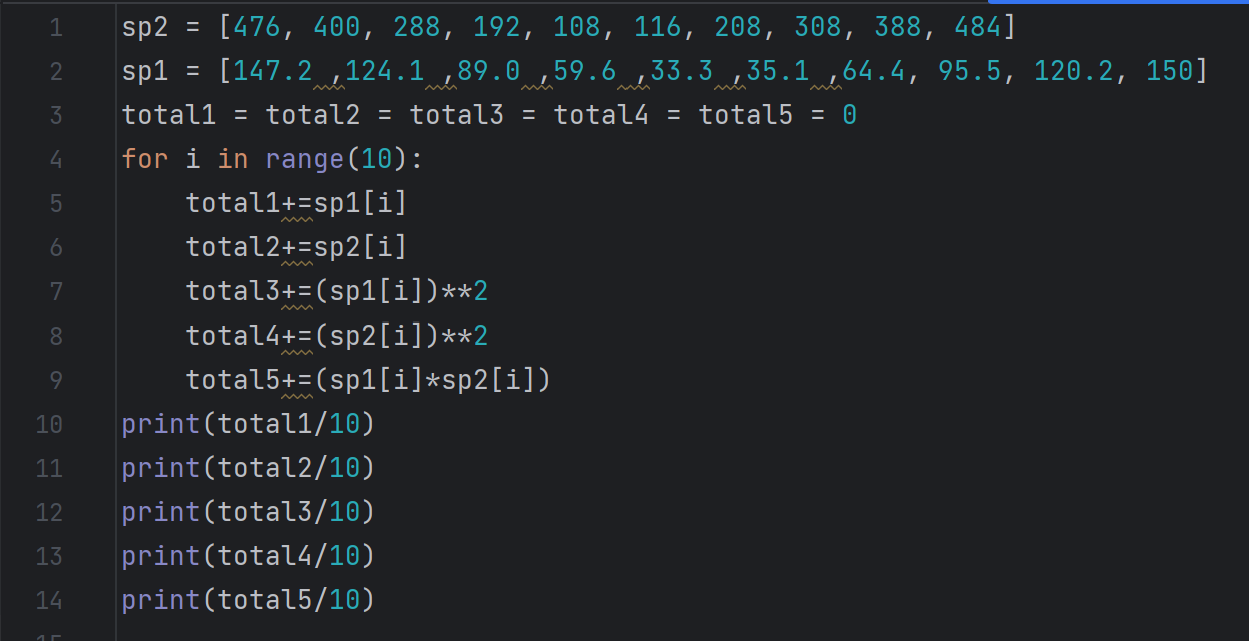 1 sp2 = [476, 400, 288, 192, 108, 116, 208, 308, 388, 484]
2 sp1 = [147.2 ,124.1 ,89.0 ,59.6 ,33.3 ,35.1 ,64.4, 95.5, 120.2, 150]
3 total1 = total2 = total3 = total4 = total5 = 0
4 for i in range(10):
5     total1+=sp1[i]
6     total2+=sp2[i]
7     total3+=(sp1[i])**2
8     total4+=(sp2[i])**2
9     total5+=(sp1[i]*sp2[i])
10 print(total1/10)
11 print(total2/10)
12 print(total3/10)
13 print(total4/10)
14 print(total5/10)